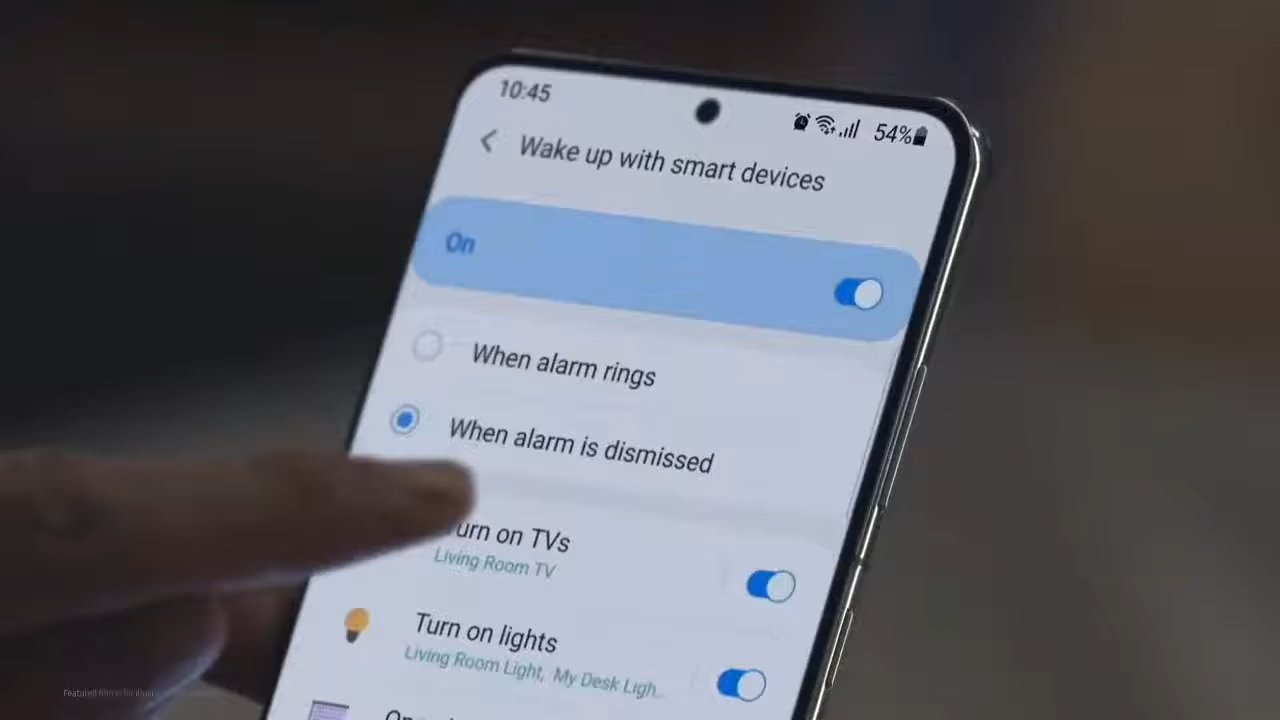 10:45
54%
Wake up with smart devices
On
When alarm rings
When alarm is dismissed
urn on TVs
Living Room TV
Turn on lights
Living Room Light, My Desk Ligh...